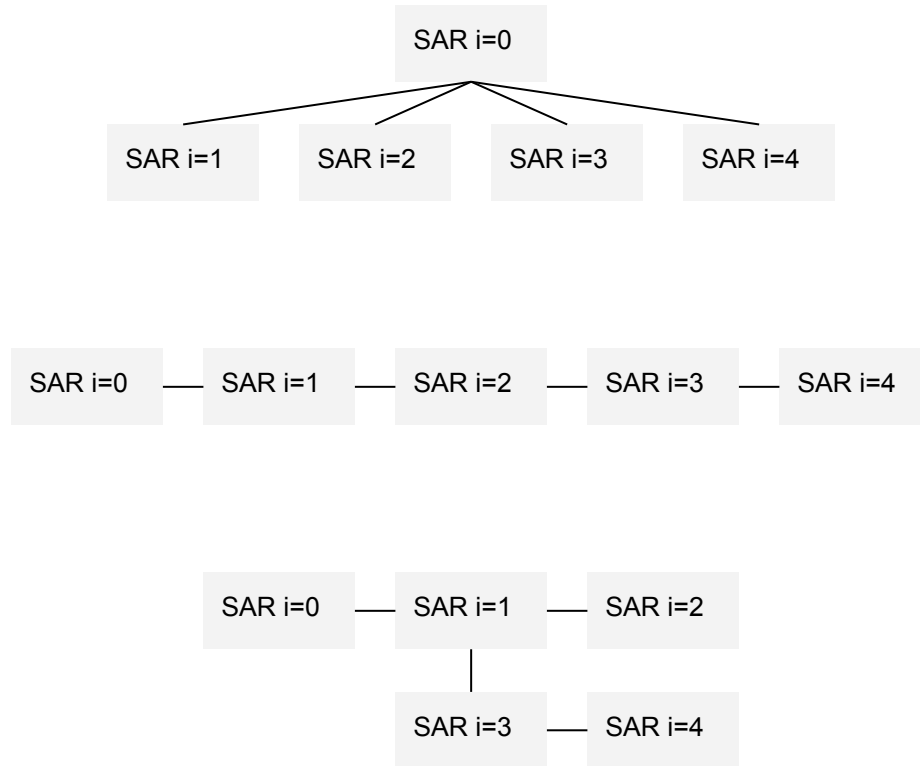 SAR i=0
SAR i=1 SAR i=2 SAR i=3 SAR i=4
SAR i=0 SAR i=1 SAR i=2 SAR i=3 SAR i=4
SAR i=0 SAR i=1 SAR i=2
SAR i=3 SAR i=4